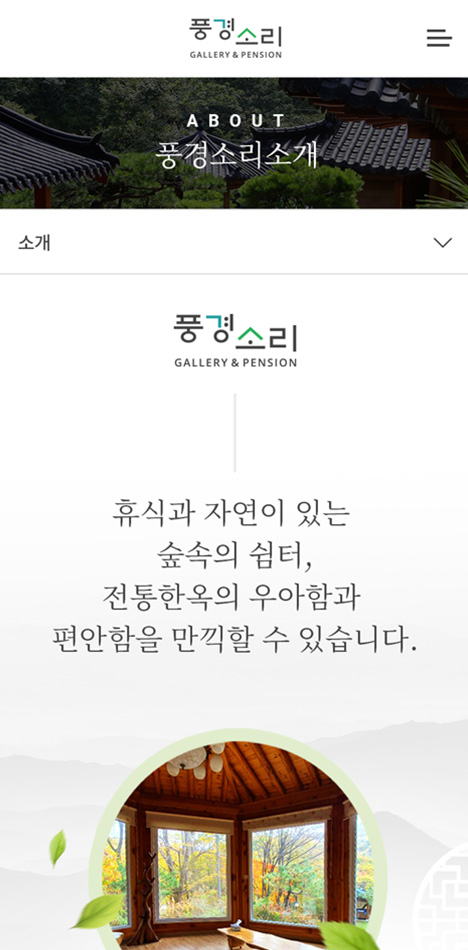 풍경소리
GALLERY & PENSION
ABOUT
풍경소리소개
소개
풍경소리
GALLERY & PENSION
휴식과 자연이 있는
숲속의 쉼터,
전통한옥의 우아함과
편안함을 만끽할 수 있습니다.